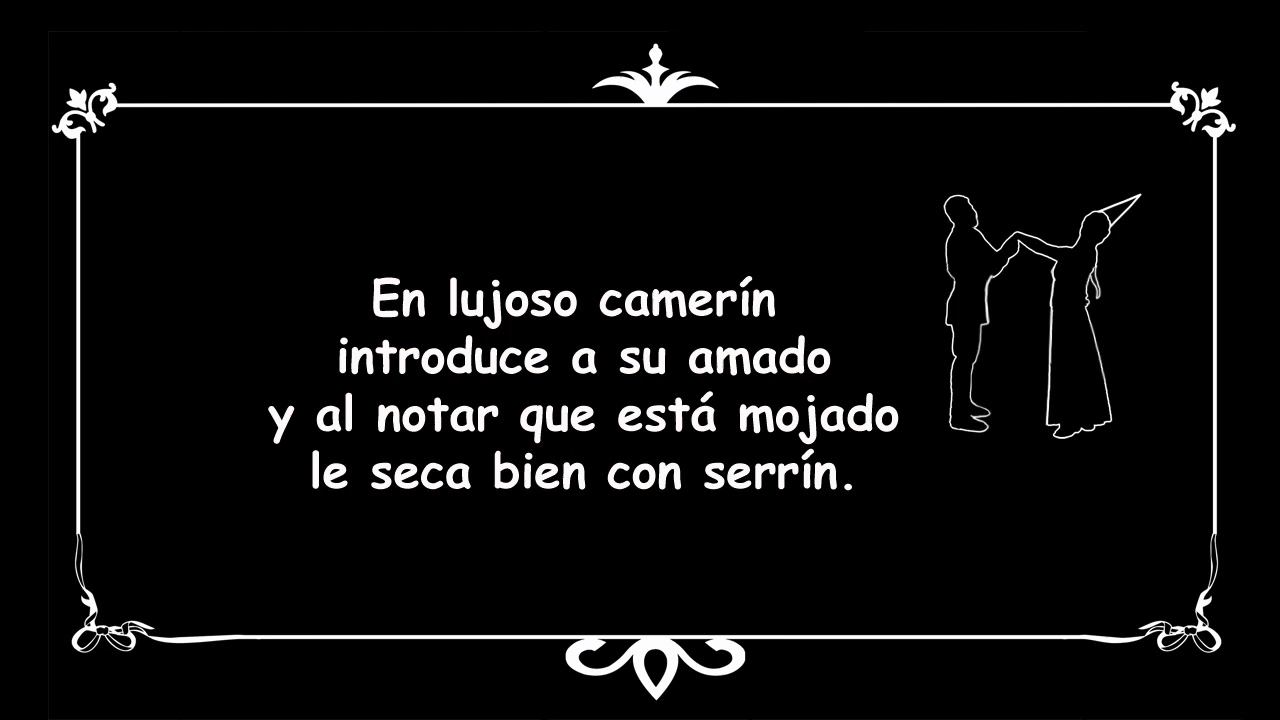 En lujoso camerín
introduce a su amado
y al notar que está mojado
le seca bien con serrín.